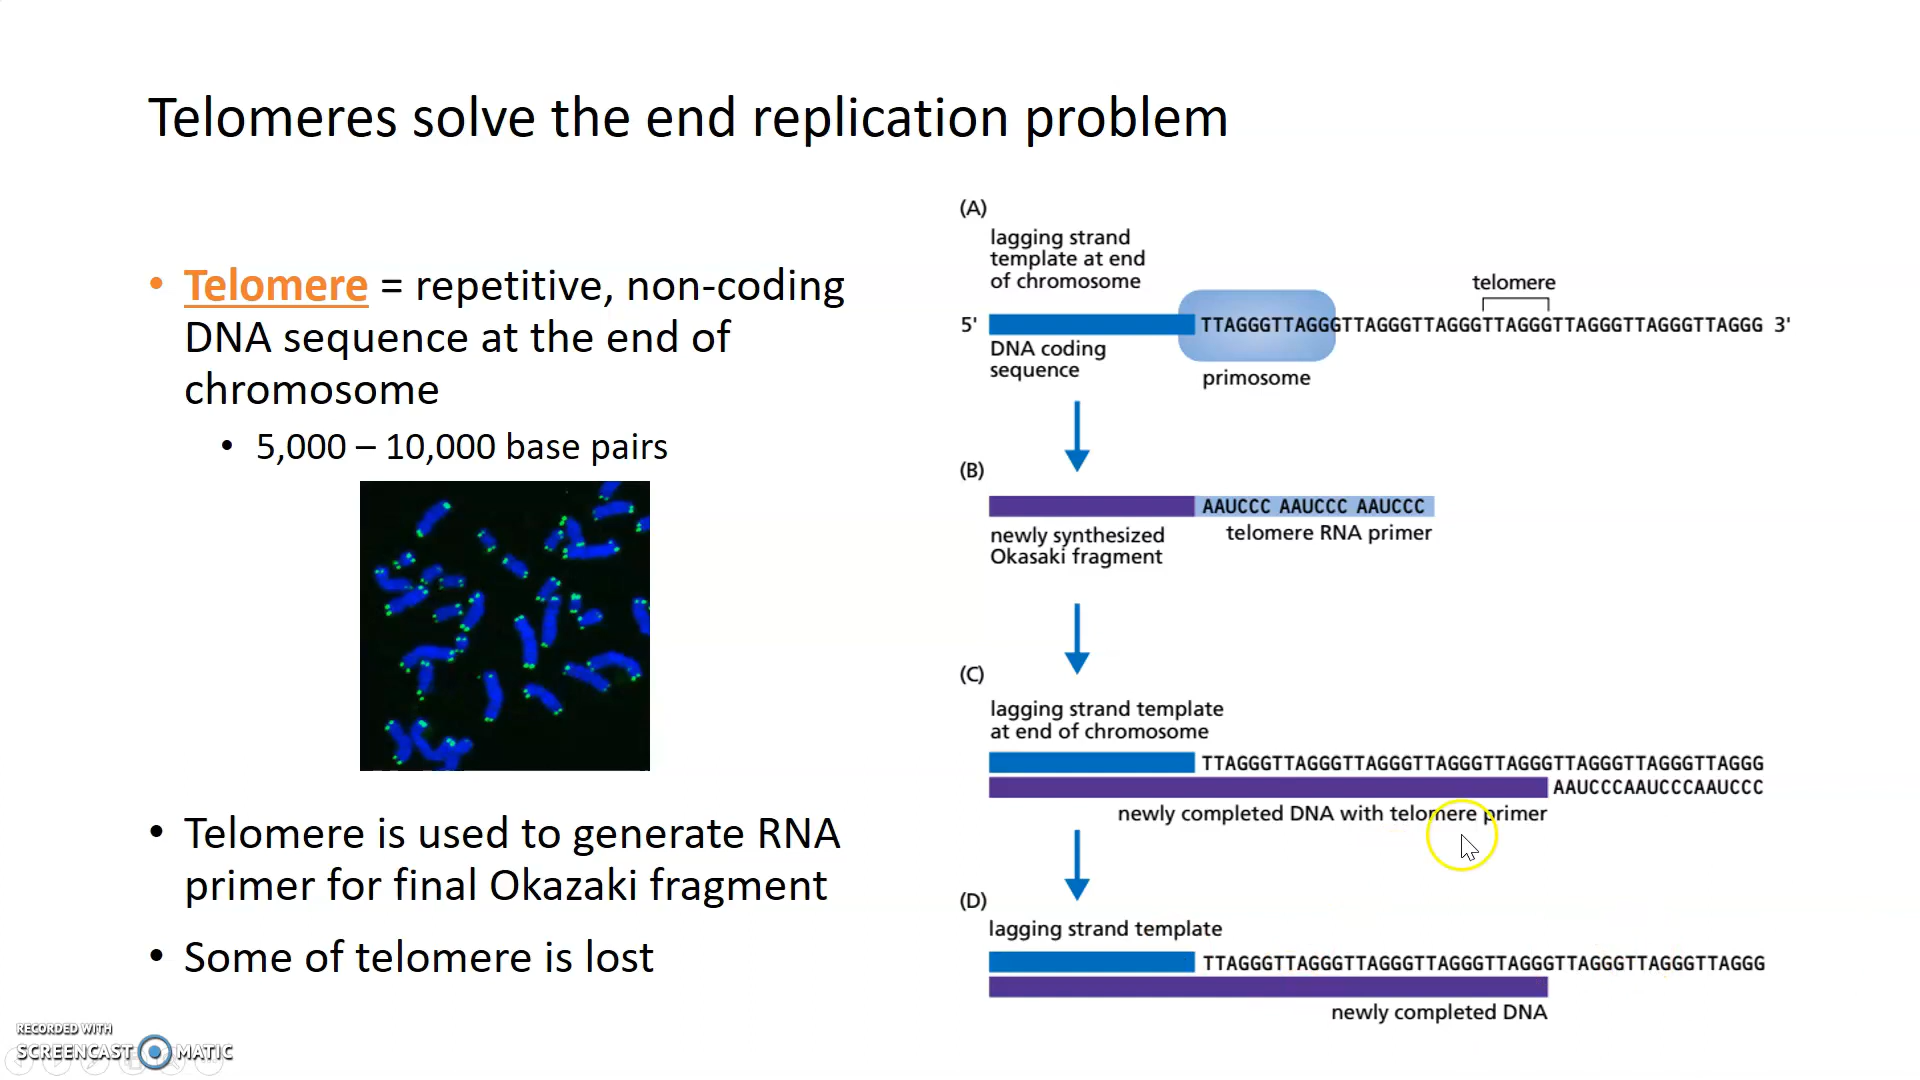 Telomeres solve the end replication problem
• Telomere = repetitive, non-coding
DNA sequence at the end of
chromosome
• 5,000 – 10,000 base pairs
• Telomere is used to generate RNA
primer for final Okazaki fragment
• Some of telomere is lost
(A)
lagging strand
template at end
of chromosome
telomere
5' TTAGGGTTAGGGTTAGGGTTAGGGTTAGGGTTAGGGTTAGGGTTAGGG 3'
DNA coding
sequence
primosome
(B)
AAUCCC AAUCCC AAUCCC
newly synthesized
Okasaki fragment
telomere RNA primer
(C)
lagging strand template
at end of chromosome
TTAGGGTTAGGGTTAGGGTTAGGGTTAGGGTTAGGGTTAGGGTTAGGG
AAUCCCAAUCCCAAUCCC
newly completed DNA with telomere primer
(D)
lagging strand template
TTAGGGTTAGGGTTAGGGTTAGGGTTAGGGTTAGGGTTAGGGTTAGGG
newly completed DNA
RECORDED WITH
SCREENCAST MATIC